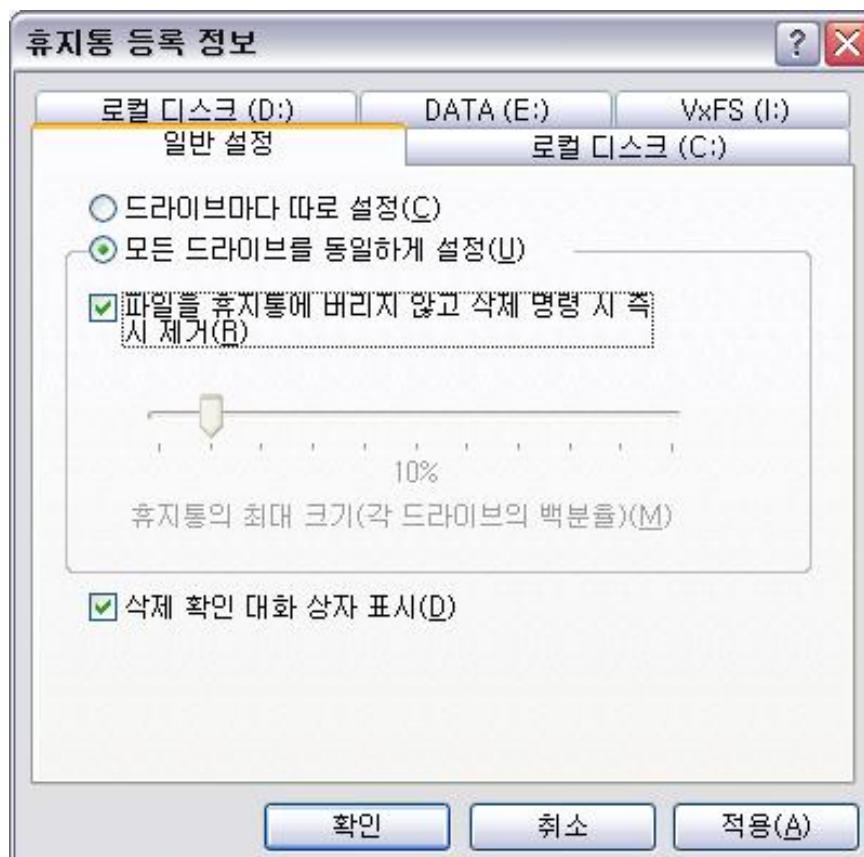 휴지통 등록 정보
로컬 디스크 (D:)
DATA (E:)
VxFS (I:)
일반 설정
로컬 디스크 (C:)
드라이브마다 따로 설정(C)
모든 드라이브를 동일하게 설정(U)
파일을 휴지통에 버리지 않고 삭제 명령 시 즉
시 제거(R)
10%
휴지통의 최대 크기(각 드라이브의 백분율)(M)
삭제 확인 대화 상자 표시(D)
확인
취소
적용(A)